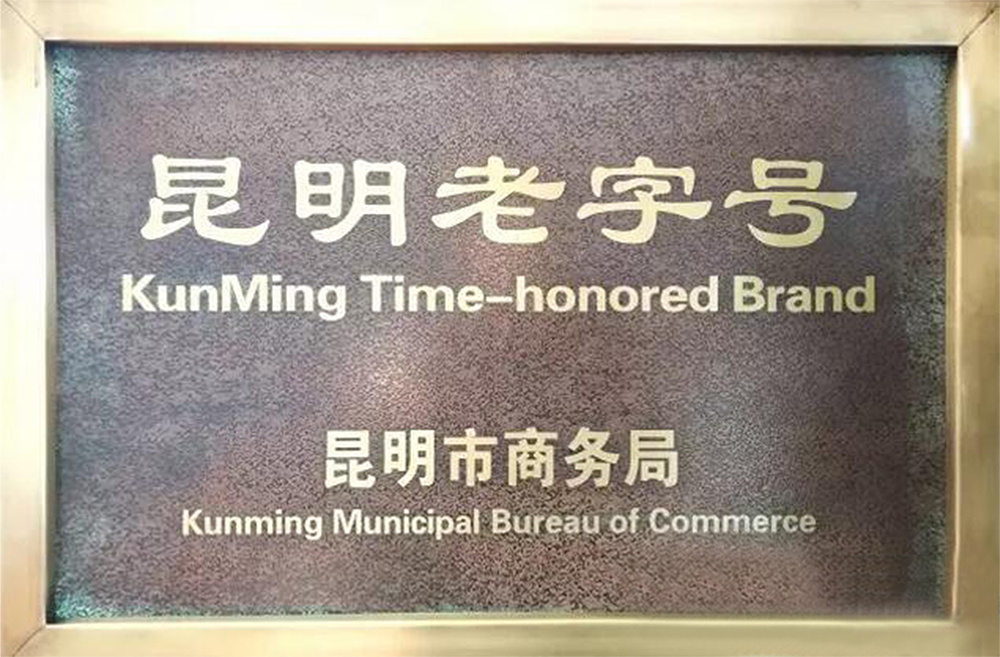 昆明老字号
KunMing Time-honored Brand
昆明市商务局
Kunming Municipal Bureau of Commerce